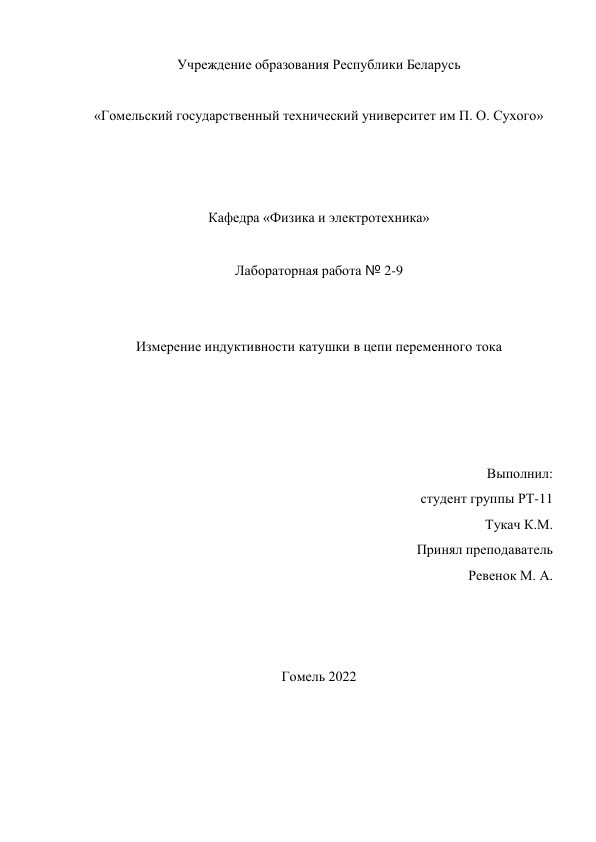 Учреждение образования Республики Беларусь
«Гомельский государственный технический университет им П. О. Сухого»
Кафедра «Физика и электротехника»
Лабораторная работа № 2-9
Измерение индуктивности катушки в цепи переменного тока
Выполнил:
студент группы РТ-11
Тукач К.М.
Принял преподаватель
Ревенок М. А.
Гомель 2022